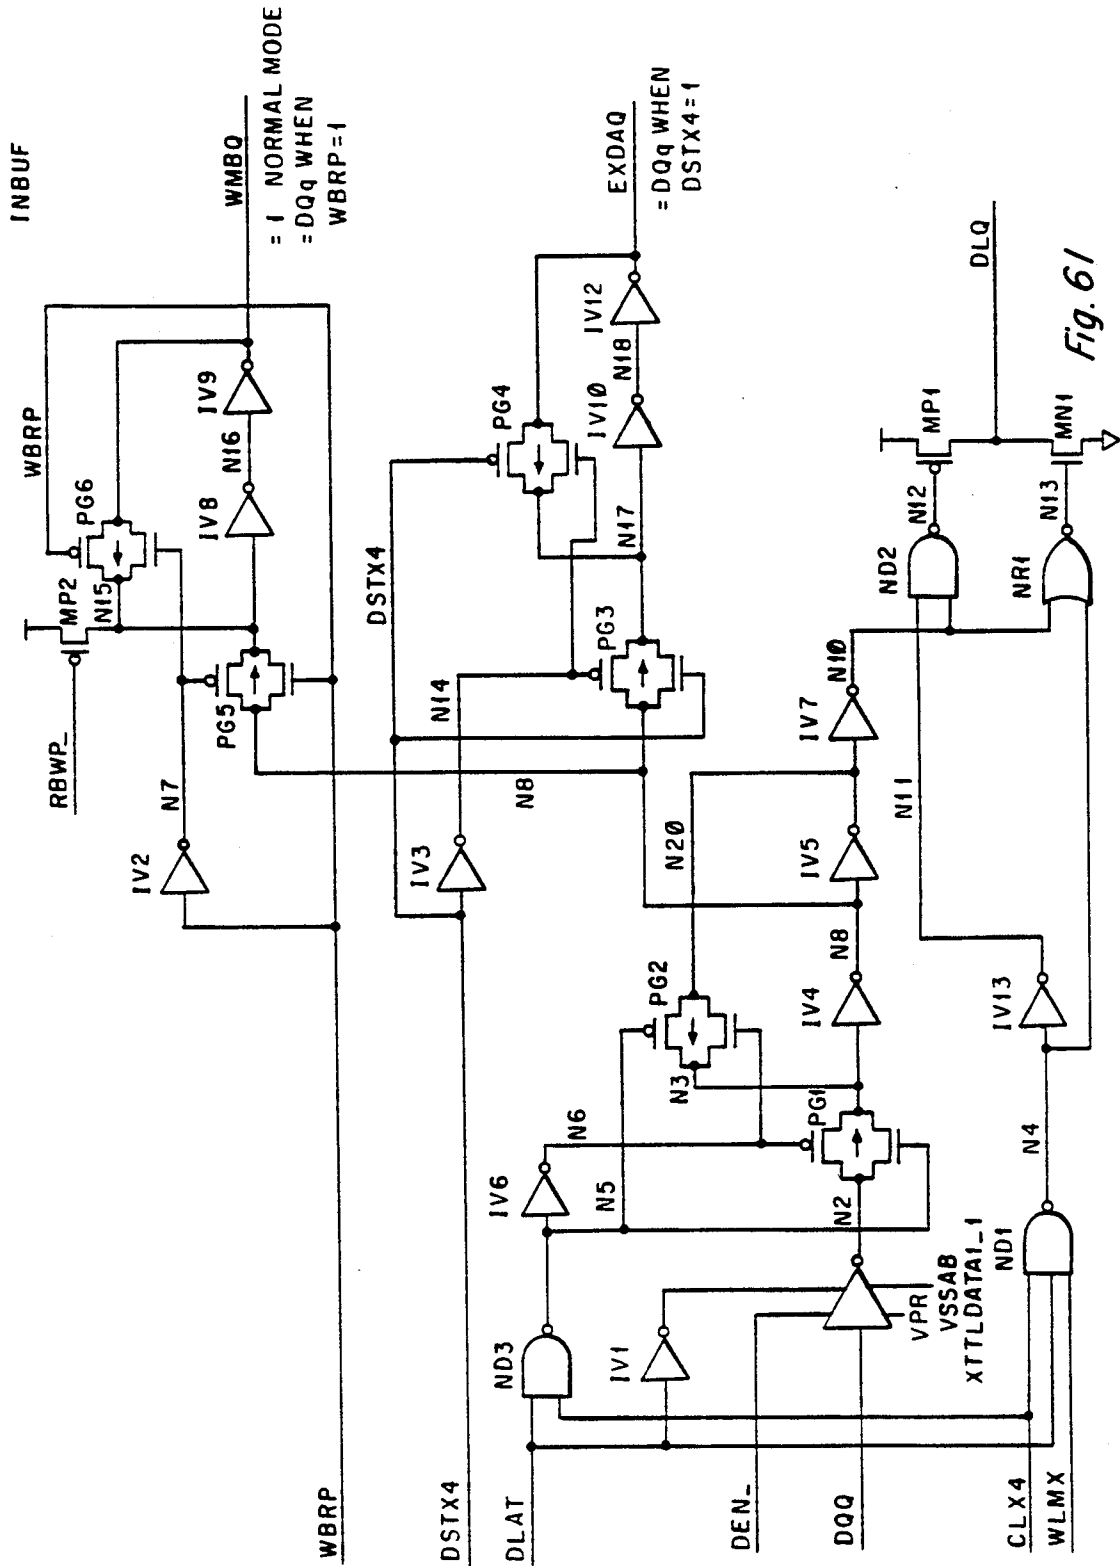 INBUF
WBRP
PG6
MP2
N15
RBWP_
N7
IV2
PG5
IV8
N16
IV9
WMBQ
= 1 NORMAL MODE
=DQq WHEN
WBRP=1
WBRP
DSTX4
PG4
N14
IV3
PG3
N17
IV10
N18
IV12
EXDAQ
=DQq WHEN
DSTX4=1
DSTX4
N8
N20
PG2
N3
N6
IV6
N5
PG1
N2
IV4
N8
IV5
IV7
N10
ND3
IV1
DLAT
DEN_
DQQ
VPR
VSSAB
XTTLDATA1_1
ND1
N4
IV13
N11
ND2
N12
MP1
NR1
N13
MN1
DLQ
CLX4
WLMX
Fig. 61